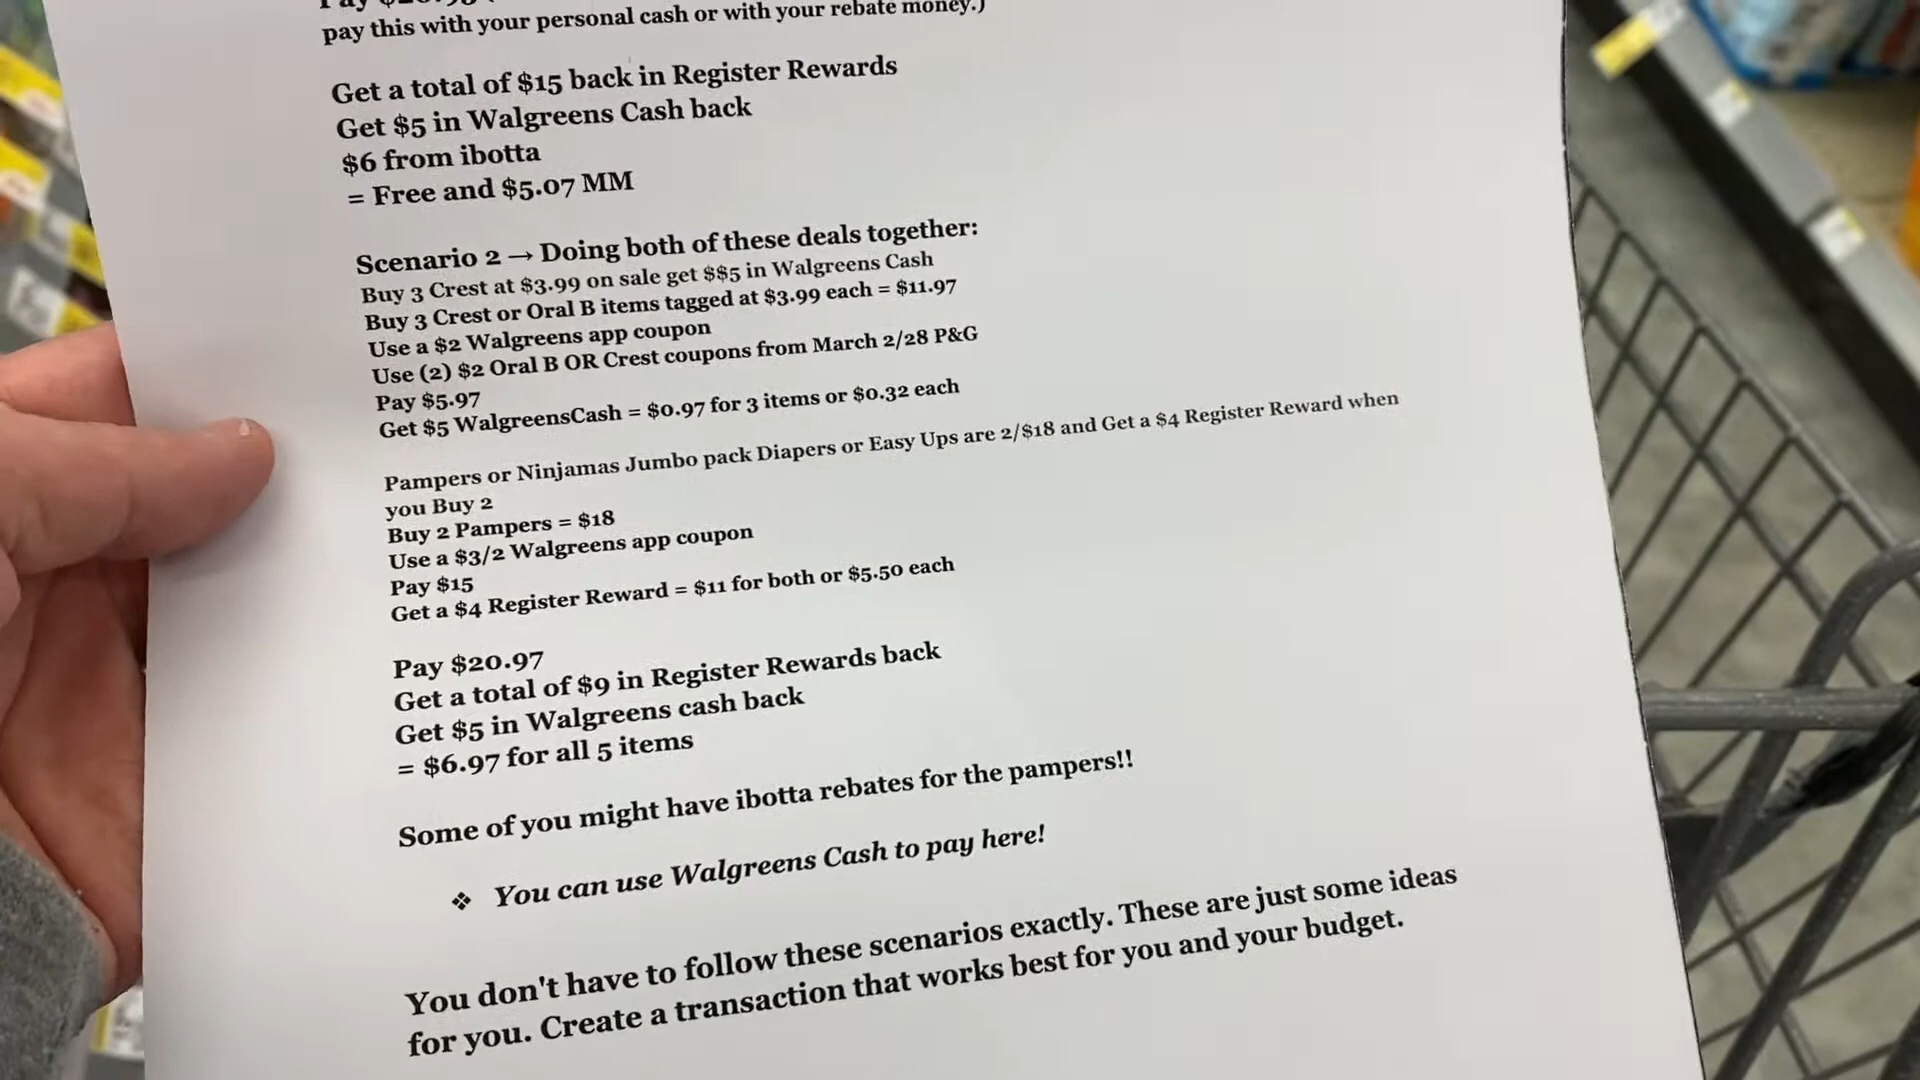 pay this with your personal cash or with your rebate money.)
Get a total of $15 back in Register Rewards
Get $5 in Walgreens Cash back
$6 from ibotta
= Free and $5.07 MM
Scenario 2 → Doing both of these deals together:
Buy 3 Crest at $3.99 on sale get $$5 in Walgreens Cash
Buy 3 Crest or Oral B items tagged at $3.99 each = $11.97
Use a $2 Walgreens app coupon
Use (2) $2 Oral B OR Crest coupons from March 2/28 P&G
Pay $5.97
Get $5 WalgreensCash = $0.97 for 3 items or $0.32 each
Pampers or Ninjamas Jumbo pack Diapers or Easy Ups are 2/$18 and Get a $4 Register Reward when
you Buy 2
Buy 2 Pampers = $18
Use a $3/2 Walgreens app coupon
Pay $15
Get a $4 Register Reward = $11 for both or $5.50 each
Pay $20.97
Get a total of $9 in Register Rewards back
Get $5 in Walgreens cash back
= $6.97 for all 5 items
Some of you might have ibotta rebates for the pampers!!
❖ You can use Walgreens Cash to pay here!
You don't have to follow these scenarios exactly. These are just some ideas
for you. Create a transaction that works best for you and your budget.